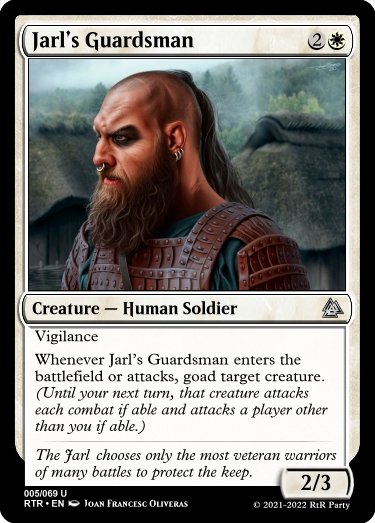 Jarl's Guardsman 2
Creature — Human Soldier
Vigilance
Whenever Jarl's Guardsman enters the
battlefield or attacks, goad target creature.
(Until your next turn, that creature attacks
each combat if able and attacks a player other
than you if able.)
The Jarl chooses only the most veteran warriors
of many battles to protect the keep.
2/3
005/069 U
RTR • EN Joan Francesc Oliveras
© 2021-2022 RtR Party